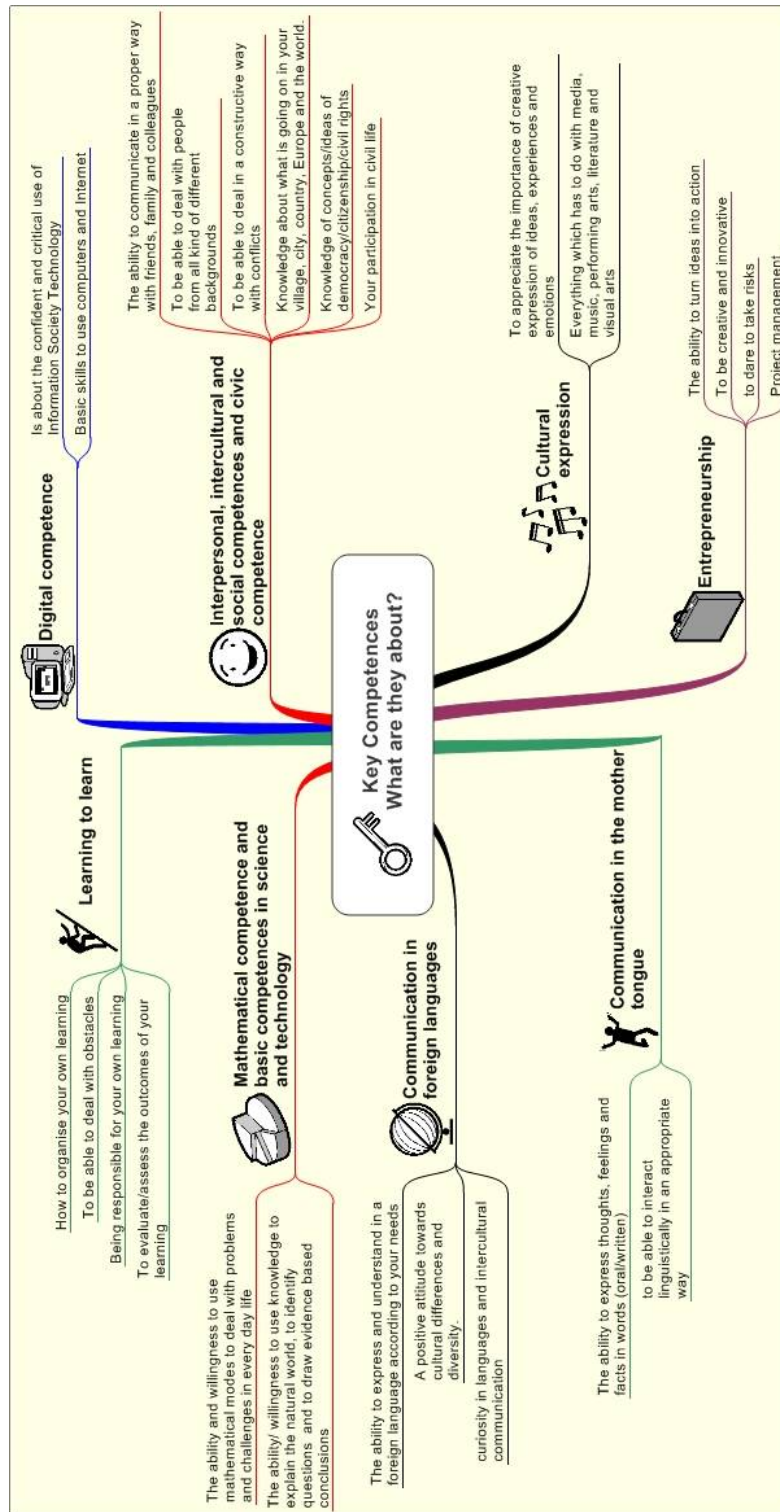 Key Competences
What are they about?
Digital competence
Is about the confident and critical use of
Information Society Technology
Basic skills to use computers and Internet
Interpersonal, intercultural and
social competences and civic
competence
The ability to communicate in a proper way
with friends, family and colleagues
To be able to deal with people
from all kind of different
backgrounds
To be able to deal in a constructive way
with conflicts
Knowledge about what is going on in your
village, city, country, Europe and the world.
Knowledge of concepts/ideas of
democracy/citizenship/civil rights
Your participation in civil life
Cultural
expression
To appreciate the importance of creative
expression of ideas, experiences and
emotions
Everything which has to do with media,
music, performing arts, literature and
visual arts
Entrepreneurship
The ability to turn ideas into action
To be creative and innovative
to dare to take risks
Project management
Learning to learn
How to organise your own learning
To be able to deal with obstacles
Being responsible for your own learning
To evaluate/assess the outcomes of your
learning
Mathematical competence and
basic competences in science
and technology
The ability and willingness to use
mathematical modes to deal with problems
and challenges in every day life
The ability/ willingness to use knowledge to
explain the natural world, to identify
questions and to draw evidence based
conclusions
Communication in
foreign languages
The ability to express and understand in a
foreign language according to your needs
A positive attitude towards
cultural differences and
diversity.
curiosity in languages and intercultural
communication
Communication in the mother
tongue
The ability to express thoughts, feelings and
facts in words (oral/written)
to be able to interact
linguistically in an appropriate
way